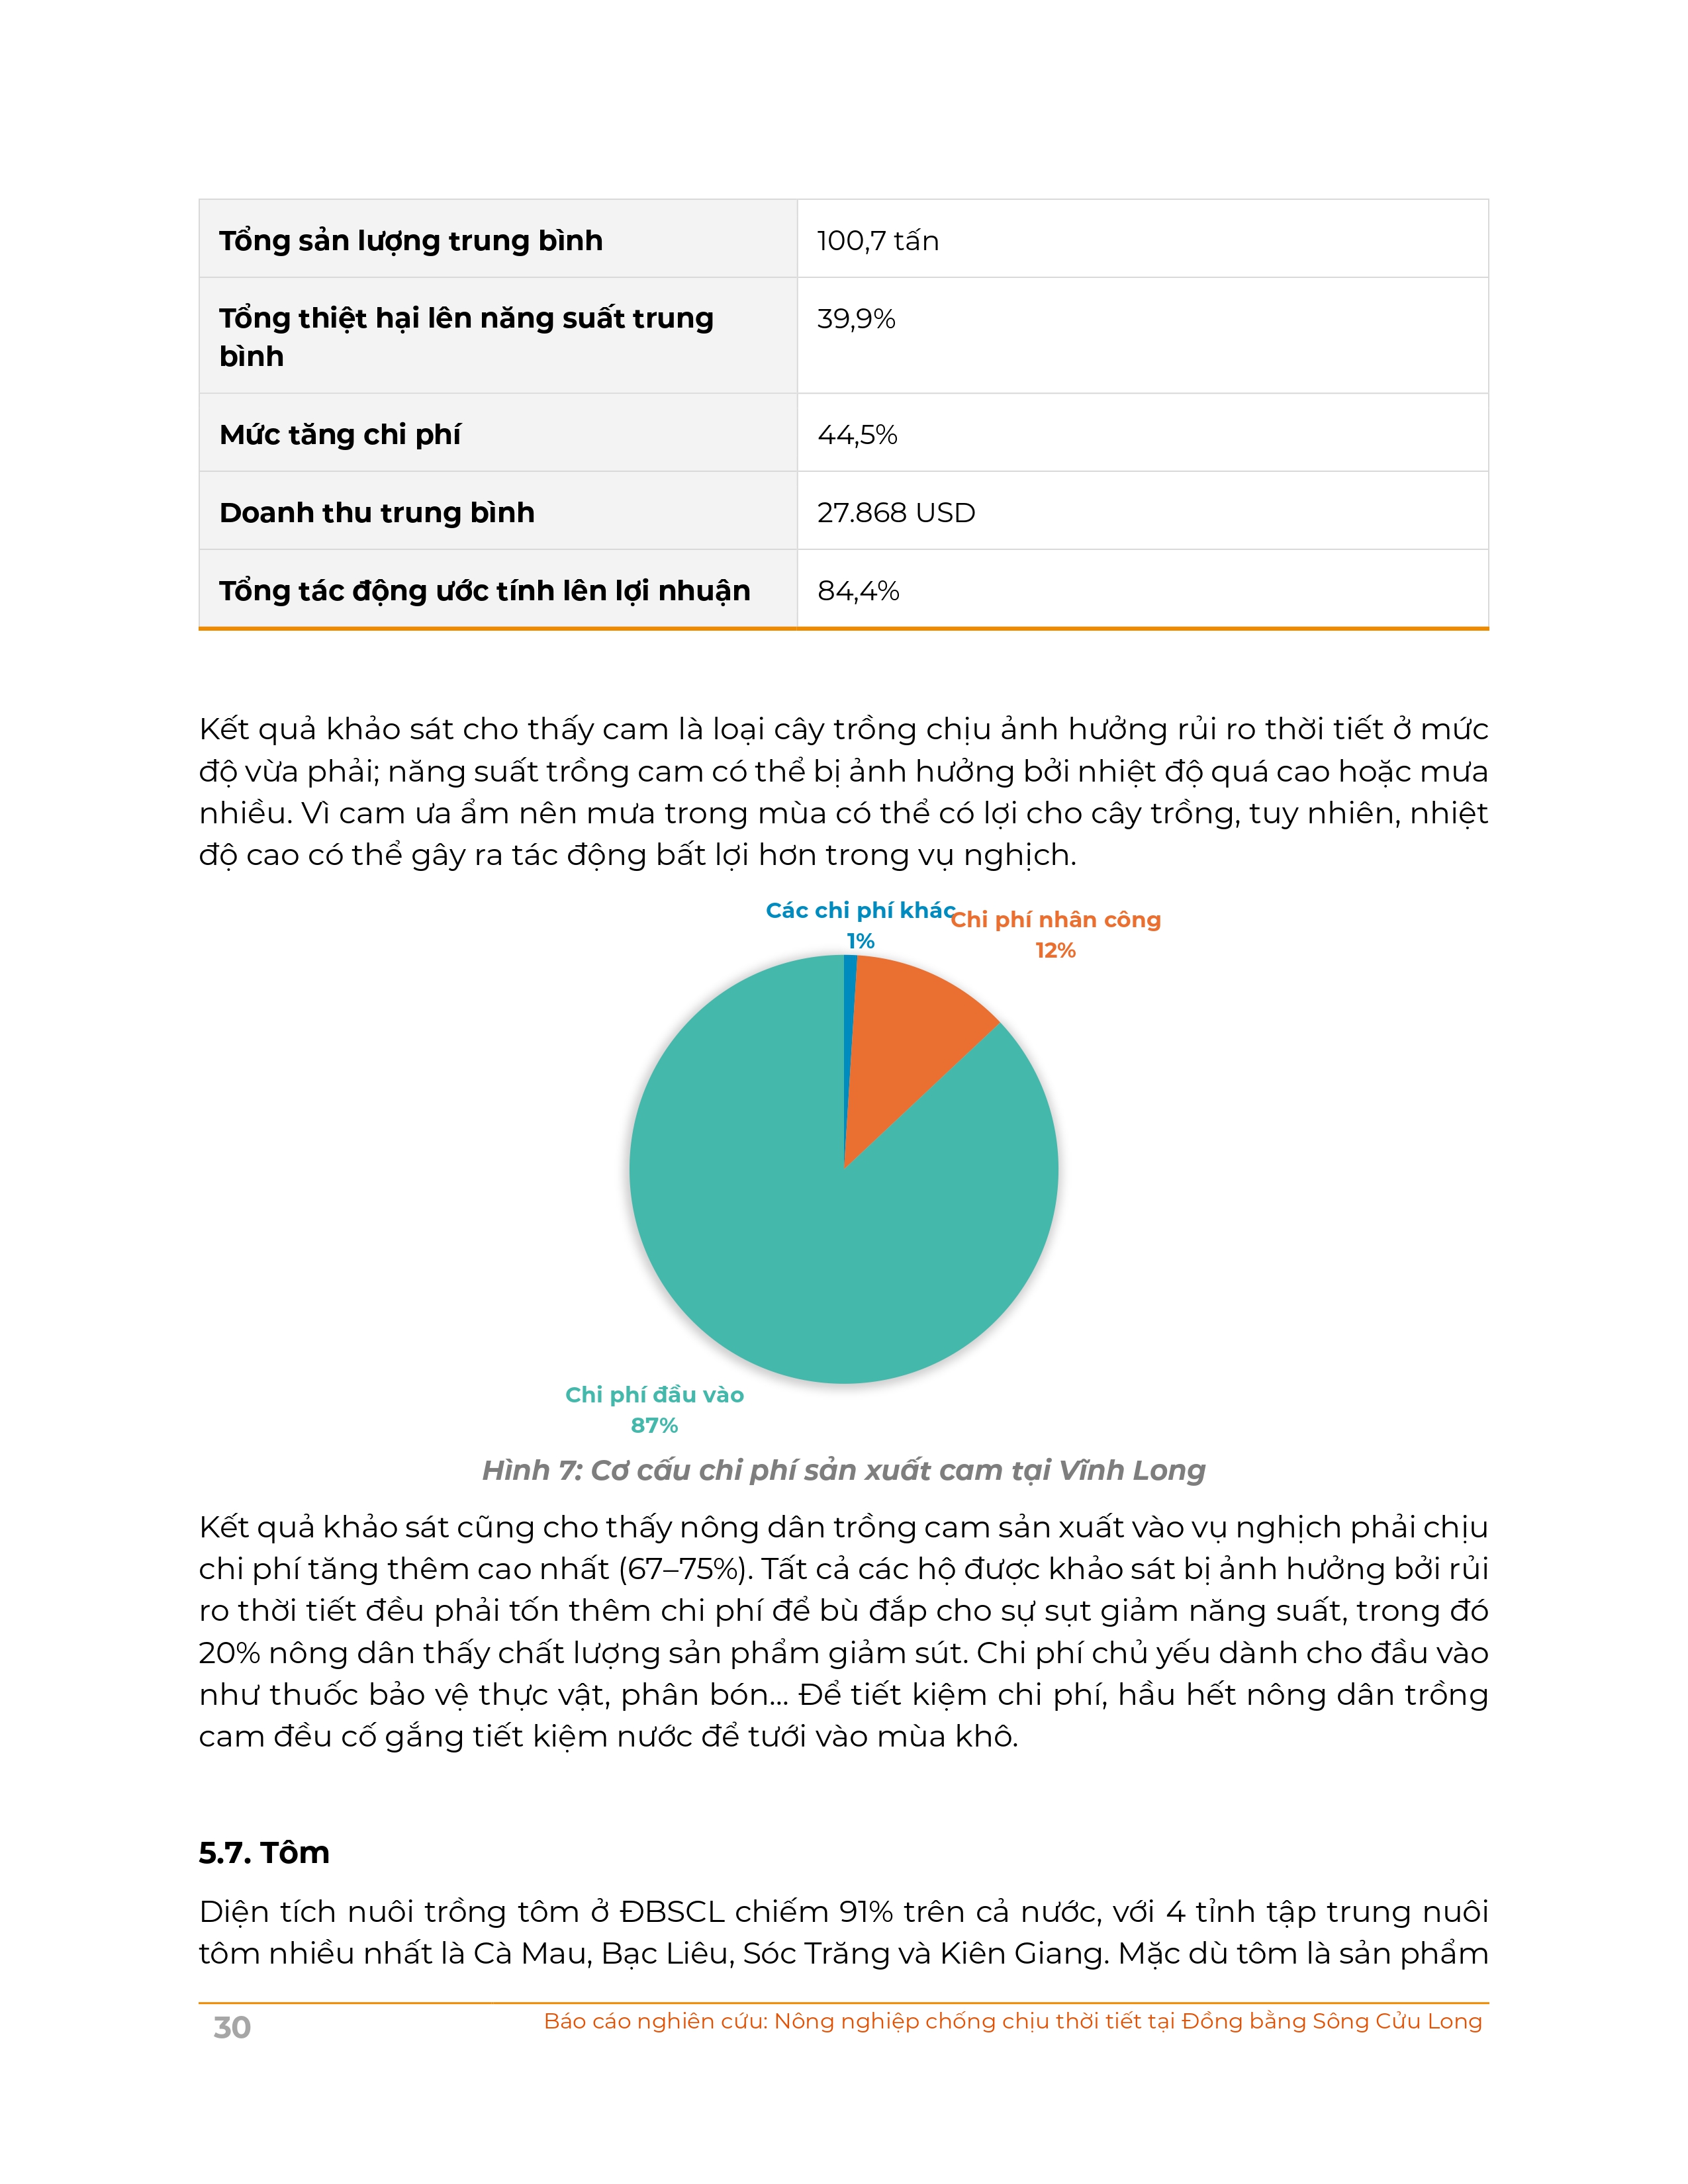 Tổng sản lượng trung bình
100,7 tấn
Tổng thiệt hại lên năng suất trung
bình
39,9%
Mức tăng chi phí
44,5%
Doanh thu trung bình
27.868 USD
Tổng tác động ước tính lên lợi nhuận
84,4%
Kết quả khảo sát cho thấy cam là loại cây trồng chịu ảnh hưởng rủi ro thời tiết ở mức
độ vừa phải; năng suất trồng cam có thể bị ảnh hưởng bởi nhiệt độ quá cao hoặc mưa
nhiều. Vì cam ưa ẩm nên mưa trong mùa có thể có lợi cho cây trồng, tuy nhiên, nhiệt
độ cao có thể gây ra tác động bất lợi hơn trong vụ nghịch.
Các chi phí khác
1%
Chi phí nhân công
12%
Chi phí đầu vào
87%
Hình 7: Cơ cấu chi phí sản xuất cam tại Vĩnh Long
Kết quả khảo sát cũng cho thấy nông dân trồng cam sản xuất vào vụ nghịch phải chịu
chi phí tăng thêm cao nhất (67–75%). Tất cả các hộ được khảo sát bị ảnh hưởng bởi rủi
ro thời tiết đều phải tốn thêm chi phí để bù đắp cho sự sụt giảm năng suất, trong đó
20% nông dân thấy chất lượng sản phẩm giảm sút. Chi phí chủ yếu dành cho đầu vào
như thuốc bảo vệ thực vật, phân bón... Để tiết kiệm chi phí, hầu hết nông dân trồng
cam đều cố gắng tiết kiệm nước để tưới vào mùa khô.
5.7. Tôm
Diện tích nuôi trồng tôm ở ĐBSCL chiếm 91% trên cả nước, với 4 tỉnh tập trung nuôi
tôm nhiều nhất là Cà Mau, Bạc Liêu, Sóc Trăng và Kiên Giang. Mặc dù tôm là sản phẩm
30
Báo cáo nghiên cứu: Nông nghiệp chống chịu thời tiết tại Đồng bằng Sông Cửu Long